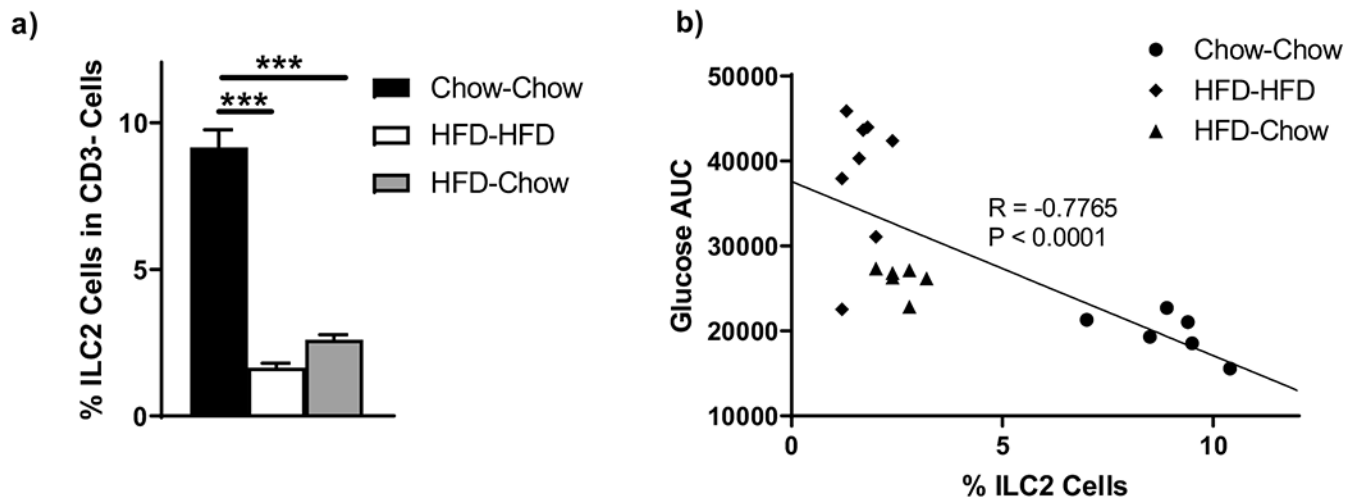 a)
% ILC2 Cells in CD3- Cells
10
5
0
***
***
Chow-Chow
HFD-HFD
HFD-Chow
b)
Chow-Chow
HFD-HFD
HFD-Chow
Glucose AUC
50000
40000
30000
20000
10000
R = -0.7765
P < 0.0001
0
5
10
% ILC2 Cells